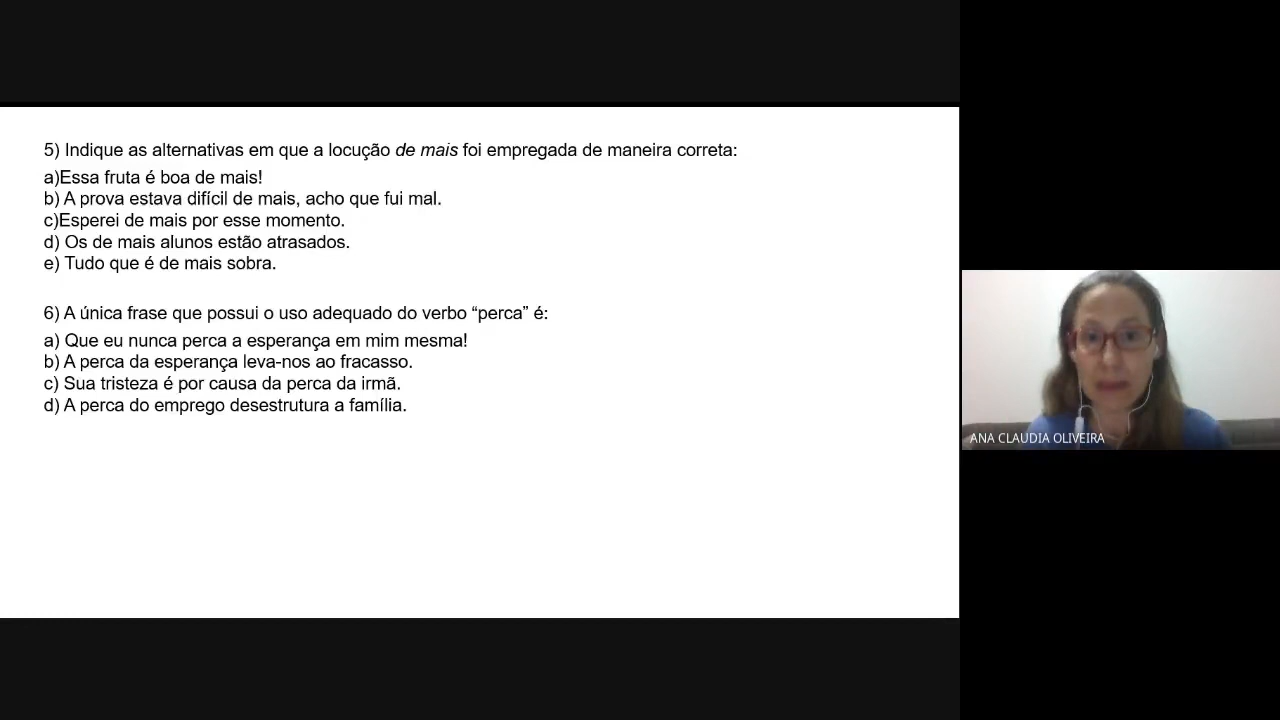 5) Indique as alternativas em que a locução de mais foi empregada de maneira correta:
a)Essa fruta é boa de mais!
b) A prova estava difícil de mais, acho que fui mal.
c)Esperei de mais por esse momento.
d) Os de mais alunos estão atrasados.
e) Tudo que é de mais sobra.
6) A única frase que possui o uso adequado do verbo “perca” é:
a) Que eu nunca perca a esperança em mim mesma!
b) A perca da esperança leva-nos ao fracasso.
c) Sua tristeza é por causa da perca da irmã.
d) A perca do emprego desestrutura a família.
ANA CLAUDIA OLIVEIRA